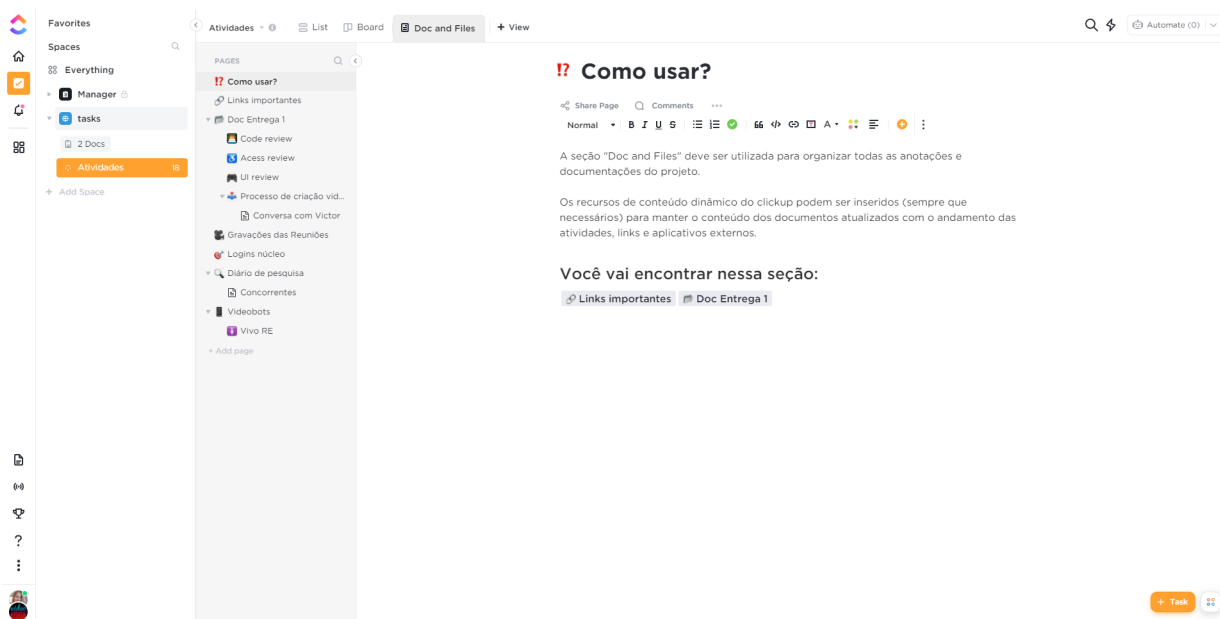 Favorites
Spaces
Everything
Manager
tasks
2 Docs
Atividades 18
+ Add Space
Atividades
List
Board
Doc and Files
+ View
Automate (0)
PAGES
Como usar?
Links importantes
Doc Entrega 1
Code review
Acess review
UI review
Processo de criação vid...
Conversa com Victor
Gravações das Reuniões
Logins núcleo
Diário de pesquisa
Concorrentes
Videobots
Vivo RE
+ Add page
⁉️ Como usar?
Share Page
Comments
Normal B I U S A
A seção "Doc and Files" deve ser utilizada para organizar todas as anotações e
documentações do projeto.
Os recursos de conteúdo dinâmico do clickup podem ser inseridos (sempre que
necessários) para manter o conteúdo dos documentos atualizados com o andamento das
atividades, links e aplicativos externos.
Você vai encontrar nessa seção:
Links importantes Doc Entrega 1
+ Task